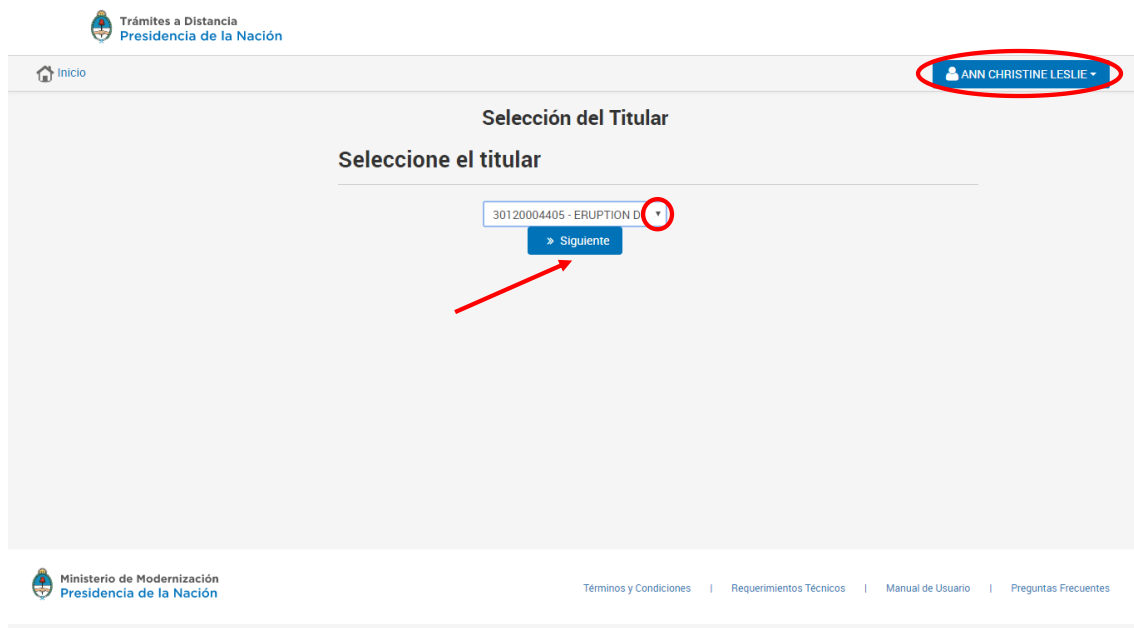 Trámites a Distancia
Presidencia de la Nación
Inicio
ANN CHRISTINE LESLIE
Selección del Titular
Seleccione el titular
30120004405 - ERUPTION D
» Siguiente
Ministerio de Modernización
Presidencia de la Nación
Términos y Condiciones | Requerimientos Técnicos | Manual de Usuario | Preguntas Frecuentes